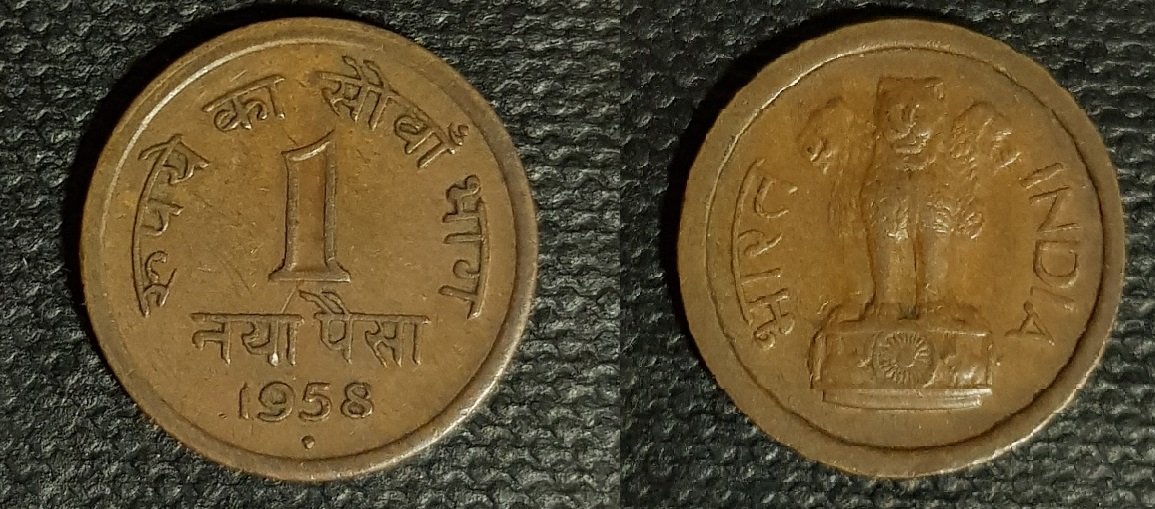 रूपये का सौवाँ भाग
1
नया पैसा
1958
भारत
INDIA